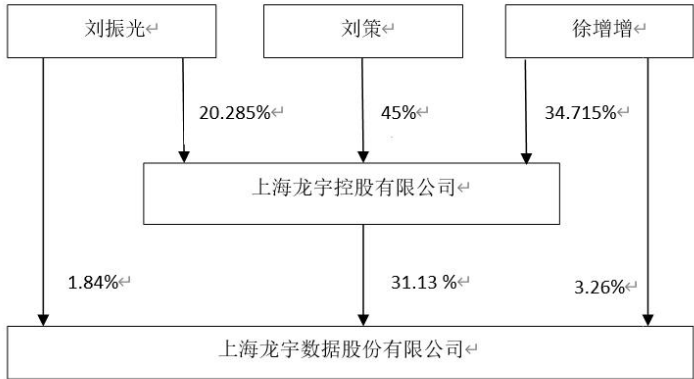 刘振光 刘策 徐增增
20.285% 45% 34.715%
上海龙宇控股有限公司
1.84% 31.13 % 3.26%
上海龙宇数据股份有限公司